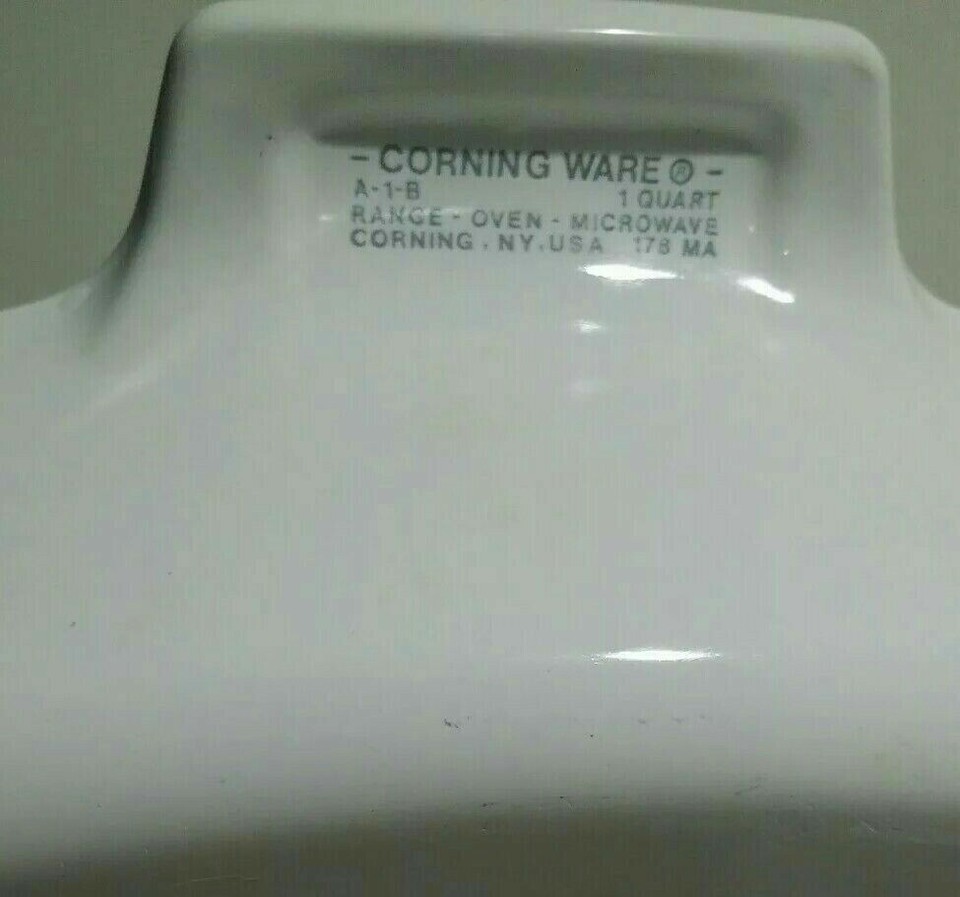 - CORNING WARE ® -
A-1-B 1 QUART
RANGE - OVEN - MICROWAVE
CORNING . NY. USA 178 MA